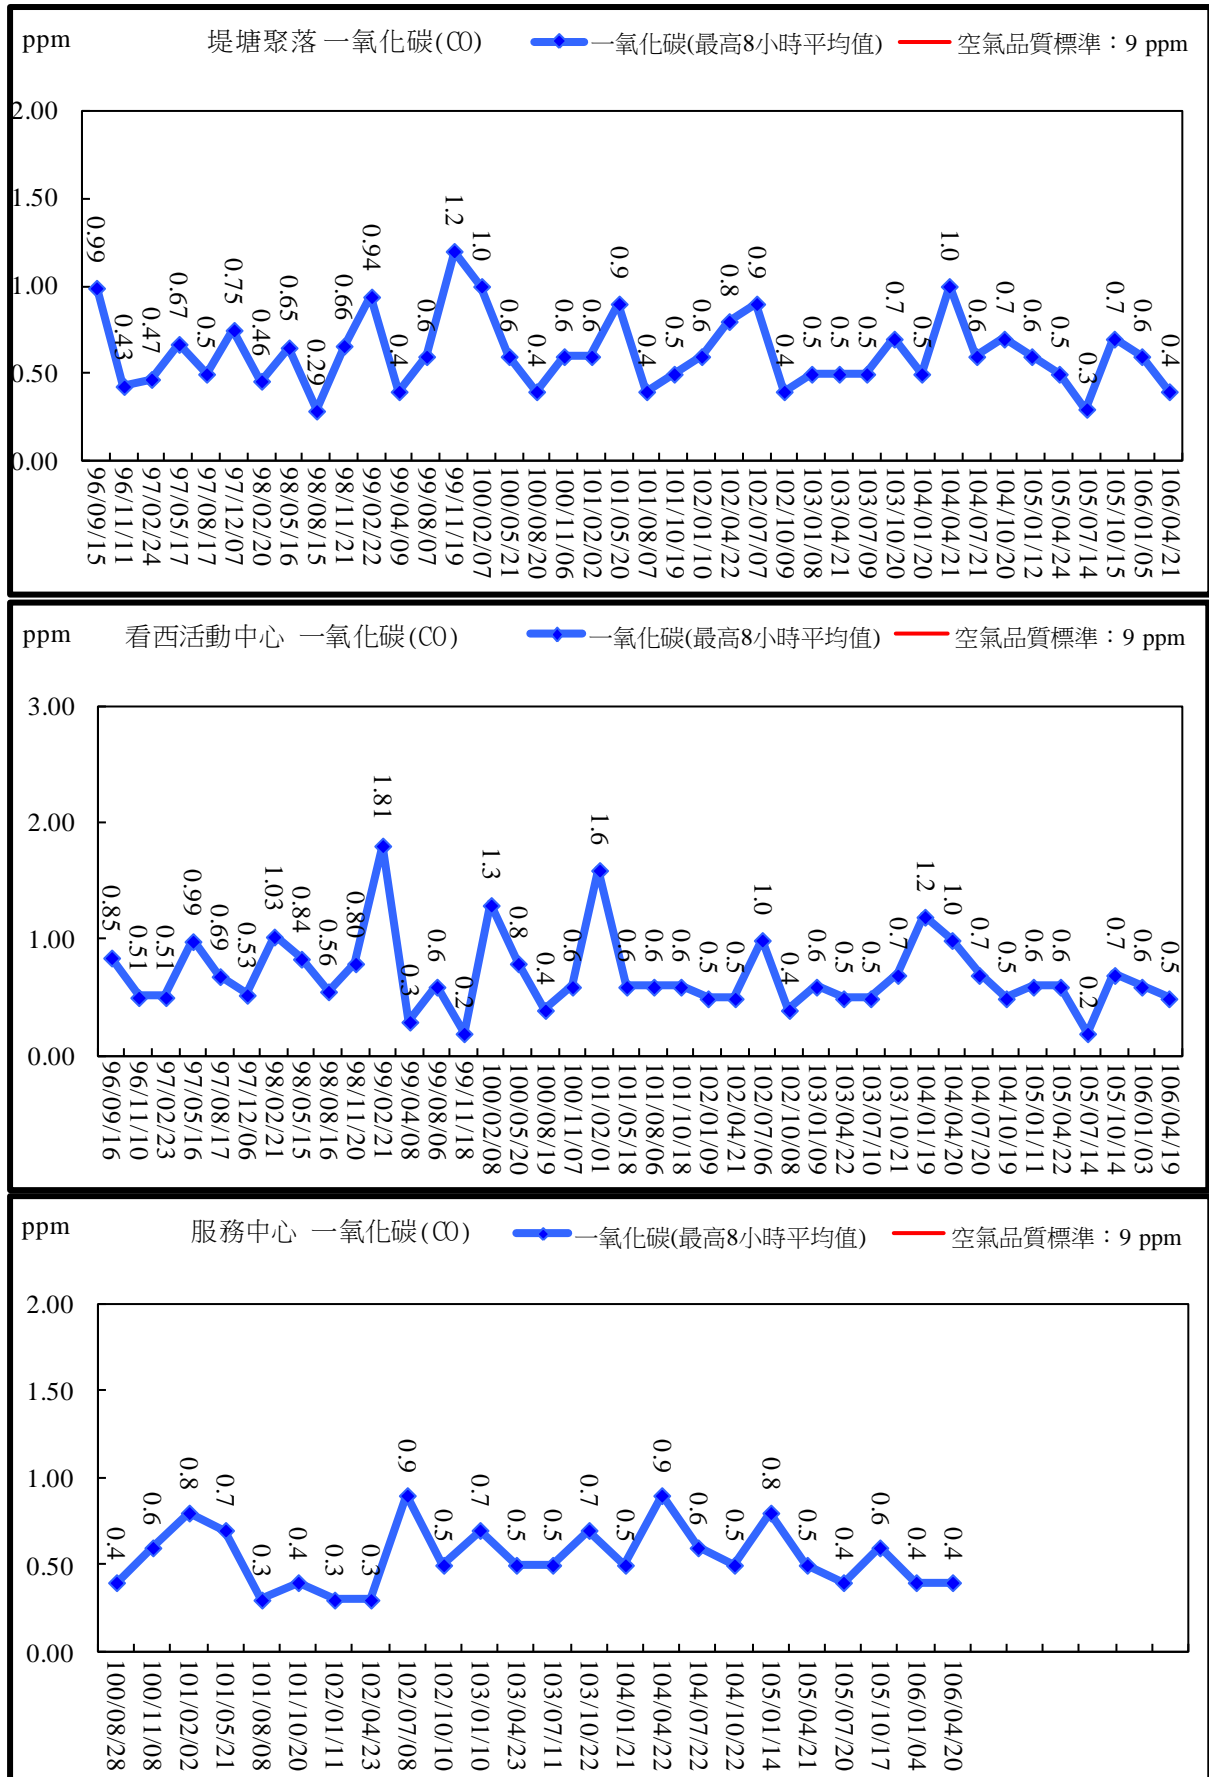 ppm 堤塘聚落 一氧化碳(CO) 一氧化碳(最高8小時平均值) 空氣品質標準：9 ppm
2.00
1.50
1.00
0.50
0.00
0.99 0.43 0.47 0.67 0.5 0.75 0.46 0.65 0.29 0.66 0.94 0.4 0.6 1.2 1.0 0.6 0.4 0.6 0.6 0.9 0.4 0.5 0.6 0.8 0.9 0.4 0.5 0.5 0.5 0.7 0.5 1.0 0.6 0.7 0.6 0.5 0.3 0.7 0.6 0.4
96/09/15 96/11/11 97/02/24 97/05/17 97/08/17 97/12/07 98/02/20 98/05/16 98/08/15 98/11/21 99/02/22 99/04/09 99/08/07 99/11/19 100/02/07 100/05/21 100/08/20 100/11/06 101/02/02 101/05/20 101/08/07 101/10/19 102/01/10 102/04/22 102/07/07 102/10/09 103/01/08 103/04/21 103/07/09 103/10/20 104/01/20 104/04/21 104/07/21 104/10/20 105/01/12 105/04/24 105/07/14 105/10/15 106/01/05 106/04/21
ppm 看西活動中心 一氧化碳(CO) 一氧化碳(最高8小時平均值) 空氣品質標準：9 ppm
3.00
2.00
1.00
0.00
0.85 0.51 0.51 0.99 0.69 0.53 1.03 0.84 0.56 0.80 1.81 0.3 0.6 0.2 1.3 0.8 0.4 0.6 1.6 0.6 0.6 0.6 0.5 0.5 1.0 0.4 0.6 0.5 0.5 0.7 1.2 1.0 0.7 0.5 0.6 0.6 0.2 0.7 0.6 0.5
96/09/16 96/11/10 97/02/23 97/05/16 97/08/17 97/12/06 98/02/21 98/05/15 98/08/16 98/11/20 99/02/21 99/04/08 99/08/06 99/11/18 100/02/08 100/05/20 100/08/19 100/11/07 101/02/01 101/05/18 101/08/06 101/10/18 102/01/09 102/04/21 102/07/06 102/10/08 103/01/09 103/04/22 103/07/10 103/10/21 104/01/19 104/04/20 104/07/20 104/10/19 105/01/11 105/04/22 105/07/14 105/10/14 106/01/03 106/04/19
ppm 服務中心 一氧化碳(CO) 一氧化碳(最高8小時平均值) 空氣品質標準：9 ppm
2.00
1.50
1.00
0.50
0.00
0.4 0.6 0.8 0.7 0.3 0.4 0.3 0.3 0.9 0.5 0.7 0.5 0.5 0.7 0.5 0.9 0.6 0.5 0.8 0.5 0.4 0.6 0.4 0.4
100/08/28 100/11/08 101/02/02 101/05/21 101/08/08 101/10/20 102/01/11 102/04/23 102/07/08 102/10/10 103/01/10 103/04/23 103/07/11 103/10/22 104/01/21 104/04/22 104/07/22 104/10/22 105/01/14 105/04/21 105/07/20 105/10/17 106/01/04 106/04/20